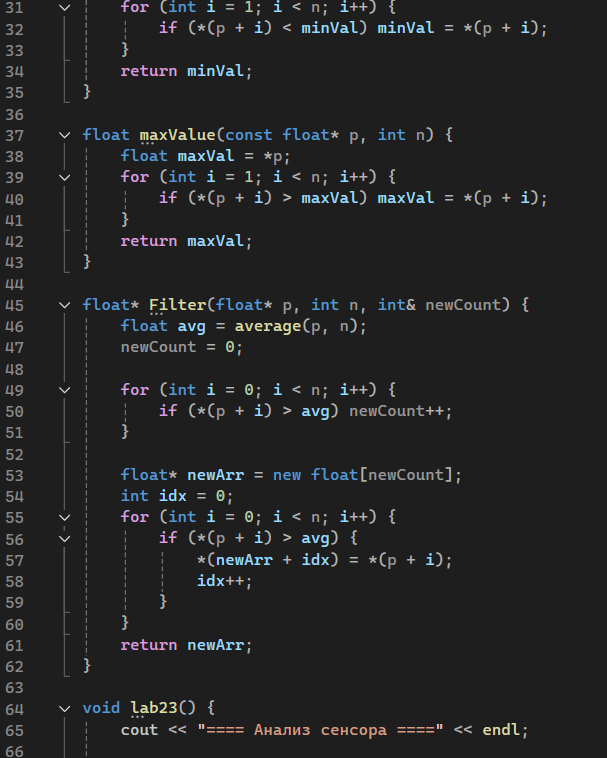 31 for (int i = 1; i < n; i++) {
32 if (*(p + i) < minVal) minVal = *(p + i);
33 }
34 return minVal;
35 }
36
37 float maxValue(const float* p, int n) {
38 float maxVal = *p;
39 for (int i = 1; i < n; i++) {
40 if (*(p + i) > maxVal) maxVal = *(p + i);
41 }
42 return maxVal;
43 }
44
45 float* Filter(float* p, int n, int& newCount) {
46 float avg = average(p, n);
47 newCount = 0;
48
49 for (int i = 0; i < n; i++) {
50 if (*(p + i) > avg) newCount++;
51 }
52
53 float* newArr = new float[newCount];
54 int idx = 0;
55 for (int i = 0; i < n; i++) {
56 if (*(p + i) > avg) {
57 *(newArr + idx) = *(p + i);
58 idx++;
59 }
60 }
61 return newArr;
62 }
63
64 void lab23() {
65 cout << "==== Анализ сенсора ====" << endl;
66